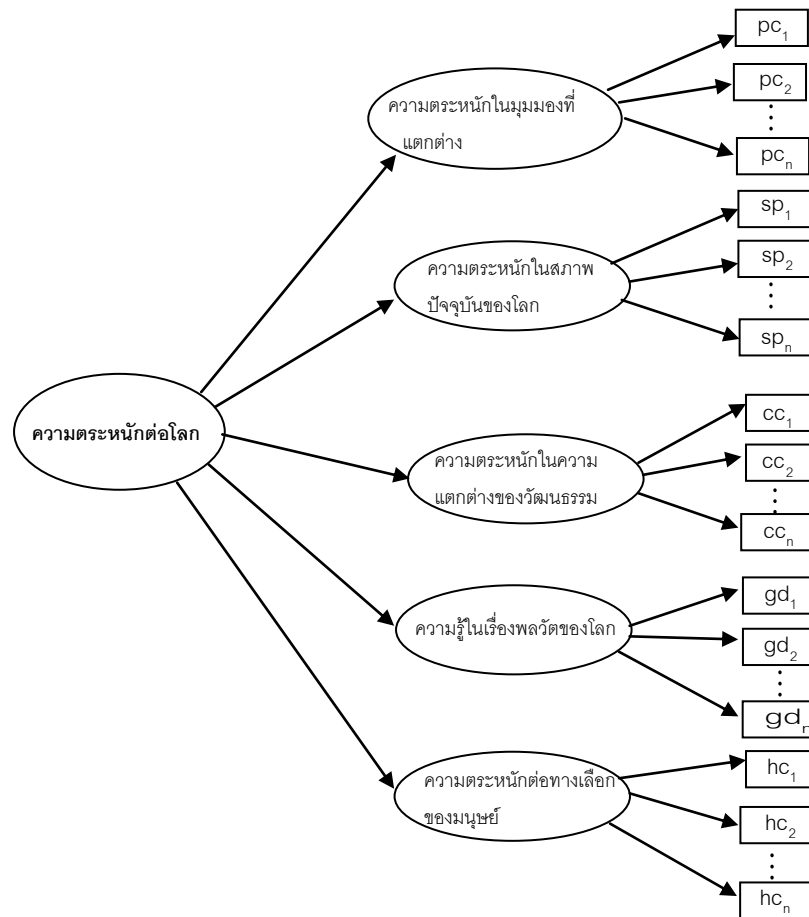 pc₁
ความตระหนักในมุมมองที่
แตกต่าง
pc₂
pcₙ
sp₁
ความตระหนักในสภาพ
ปัจจุบันของโลก
sp₂
spₙ
ความตระหนักต่อโลก
cc₁
ความตระหนักในความ
แตกต่างของวัฒนธรรม
cc₂
ccₙ
gd₁
ความรู้ในเรื่องพลวัตของโลก
gd₂
gdₙ
ความตระหนักต่อทางเลือก
ของมนุษย์
hc₁
hc₂
hcₙ